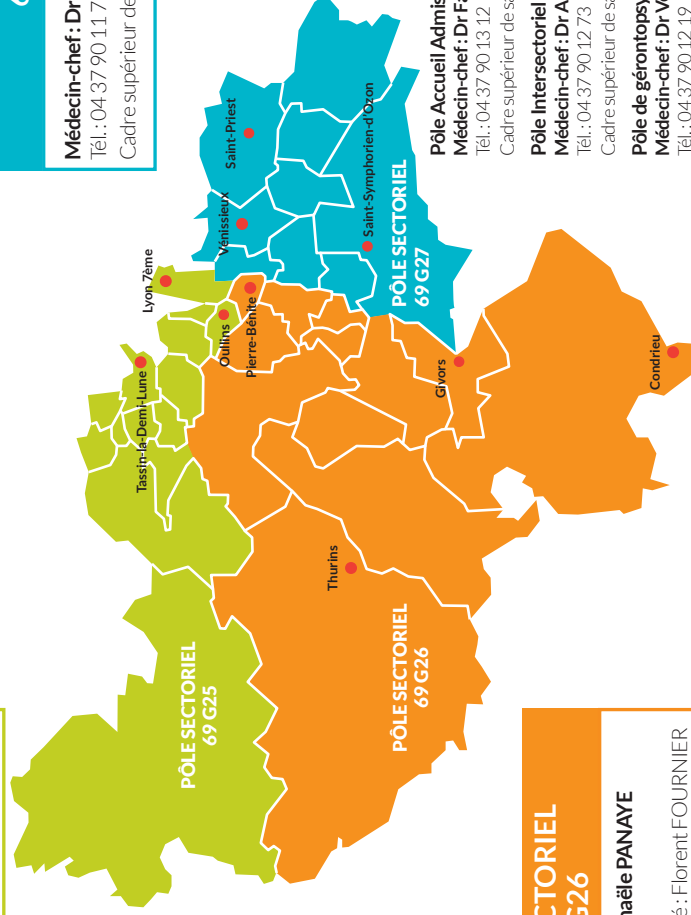 6
Médecin-chef : Dr
Tél. : 04 37 90 11 7
Cadre supérieur de
Saint-Priest
Vénissieux
Saint-Symphorien-d'Ozon
PÔLE SECTORIEL
69 G27
Lyon 7ème
Oullins
Pierre-Bénite
Tassin-la-Demi-Lune
Givors
Condrieu
Thurins
PÔLE SECTORIEL
69 G25
PÔLE SECTORIEL
69 G26
Pôle Accueil Admis
Médecin-chef : Dr Fa
Tél. : 04 37 90 13 12
Cadre supérieur de sa
Pôle Intersectoriel
Médecin-chef : Dr A
Tél. : 04 37 90 12 73
Cadre supérieur de sa
Pôle de gérontopsy
Médecin-chef : Dr Ve
Tél. : 04 37 90 12 19
CTORIEL
G26
naële PANAYE
é : Florent FOURNIER